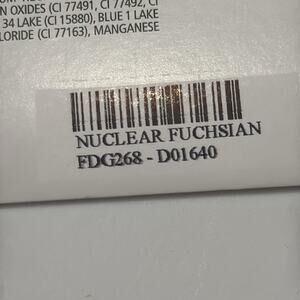 N OXIDES (CI 77491, CI 77492, CI
34 LAKE (CI 15880), BLUE 1 LAKE
LORIDE (CI 77163), MANGANESE
NUCLEAR FUCHSIAN
FDG268 - D01640